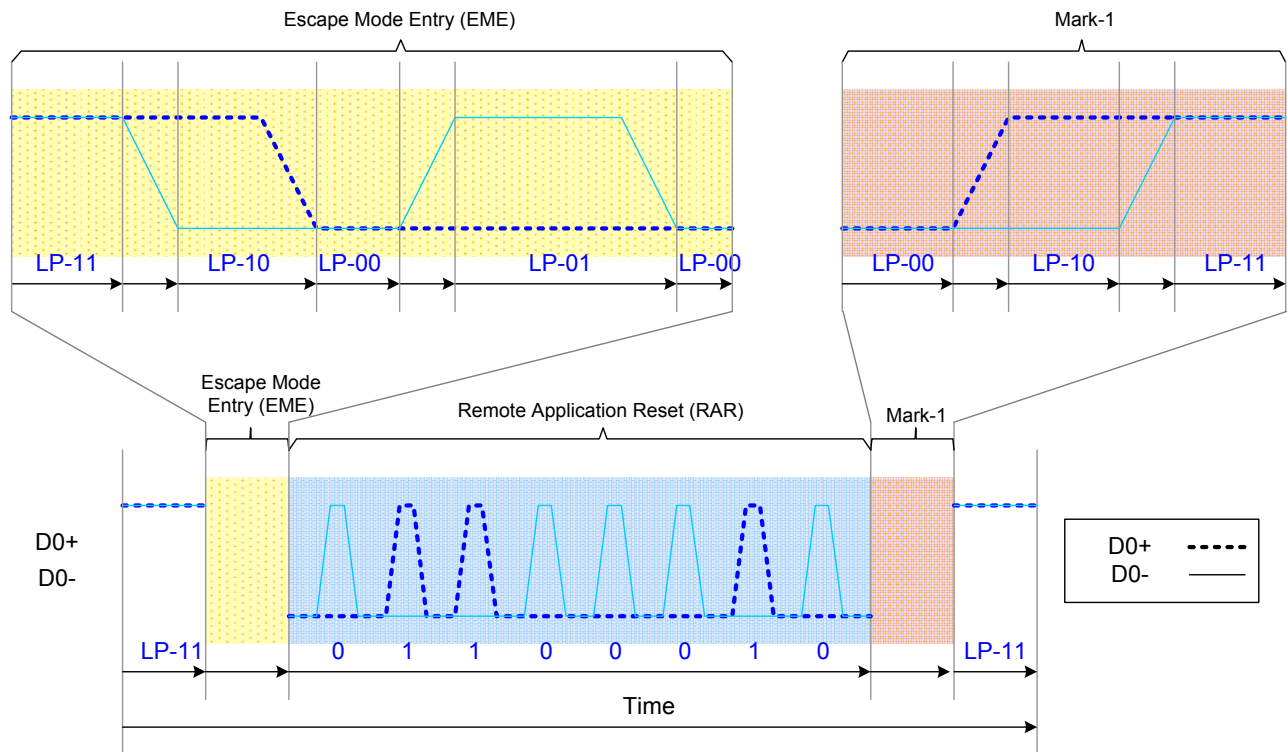 Escape Mode Entry (EME)
Mark-1
LP-11
LP-10
LP-00
LP-01
LP-00
LP-00
LP-10
LP-11
Escape Mode
Entry (EME)
Remote Application Reset (RAR)
Mark-1
D0+
D0-
D0+
D0-
LP-11
0 1 1 0 0 0 1 0
LP-11
Time